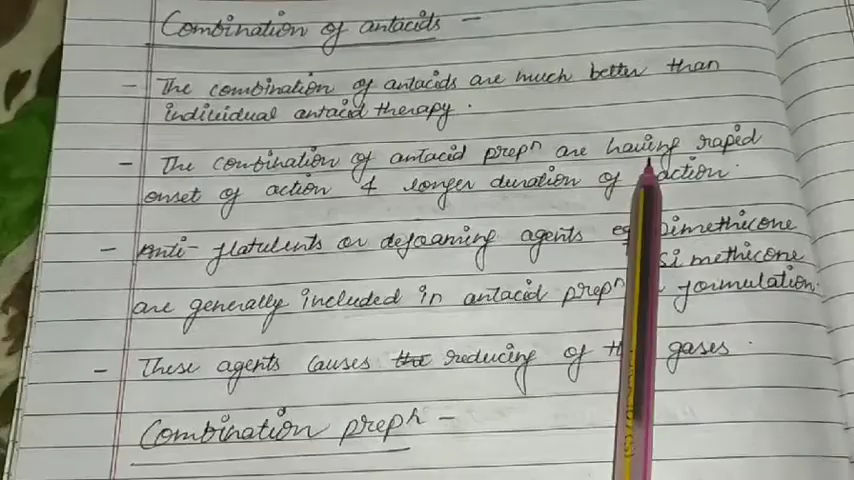 Combination of antacids -
- The combination of antacids are much better than
individual antacid therapy.
- The combination of antacid prepn are having rapid
onset of action & longer duration of action.
- Anti-flatulents or defoaming agents eg Dimethicone
simethicone
are generally included in antacid prepn formulation.
- These agents causes reducing of gases.
Combination prepn -